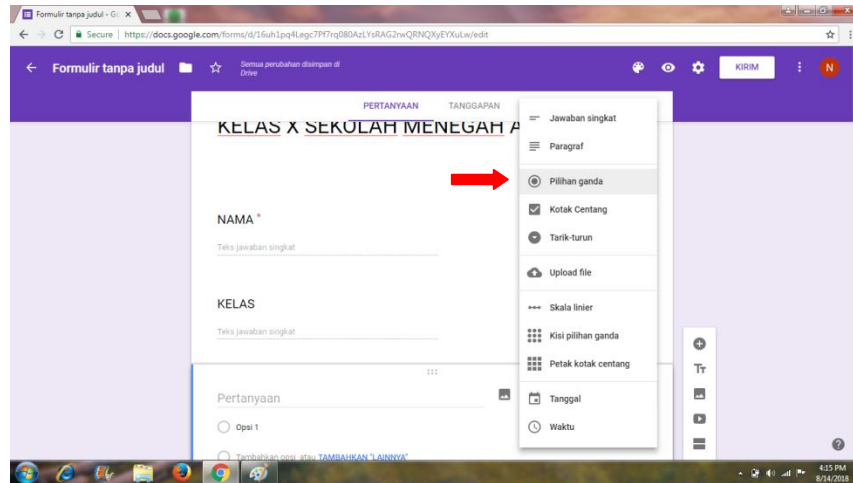 Formulir tanpa judul - Go
Secure | https://docs.google.com/forms/d/16uh1pq4Legc7Pf7rq080AzLYsRAG2rwQRNQXyEYXuLw/edit
Formulir tanpa judul
Semua perubahan disimpan di
Drive
KIRIM
N
PERTANYAAN TANGGAPAN
KELAS X SEKOLAH MENEGAH A
NAMA *
Teks jawaban singkat
KELAS
Teks jawaban singkat
Pertanyaan
Opsi 1
Tambahkan opsi atau TAMBAHKAN "LAINNYA"
Jawaban singkat
Paragraf
Pilihan ganda
Kotak Centang
Tarik-turun
Upload file
Skala linier
Kisi pilihan ganda
Petak kotak centang
Tanggal
Waktu
Tт
4:15 PM
8/14/2018